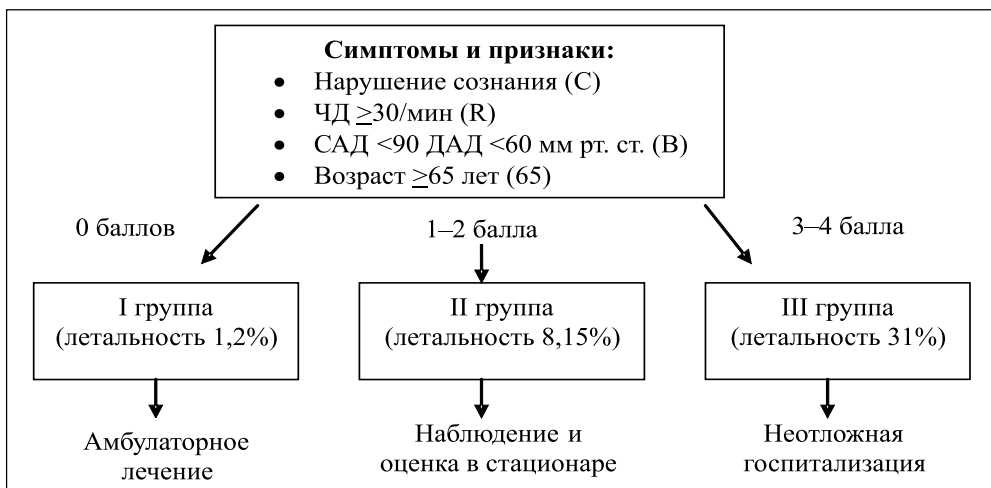 Симптомы и признаки:
• Нарушение сознания (С)
• ЧД ≥30/мин (R)
• САД <90 ДАД <60 мм рт. ст. (В)
• Возраст ≥65 лет (65)
0 баллов
1–2 балла
3–4 балла
I группа
(летальность 1,2%)
II группа
(летальность 8,15%)
III группа
(летальность 31%)
Амбулаторное
лечение
Наблюдение и
оценка в стационаре
Неотложная
госпитализация